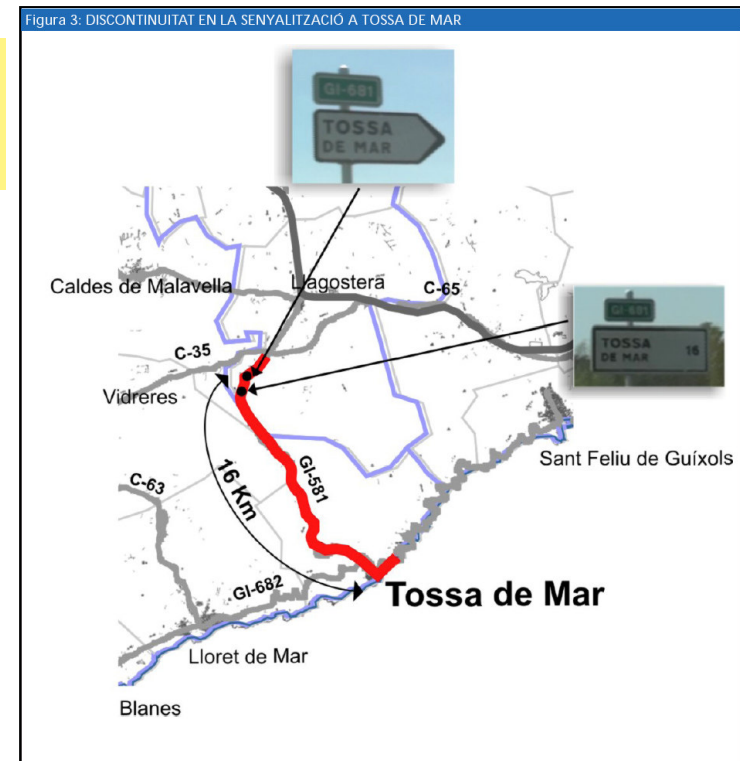 Figura 3: DISCONTINUITAT EN LA SENYALITZACIÓ A TOSSA DE MAR
GI-681
TOSSA
DE MAR
Caldes de Malavella
Llagostera
C-65
GI-681
TOSSA
DE MAR 16
C-35
Vidreres
Sant Feliu de Guíxols
GI-581
16 Km
C-63
GI-682
Tossa de Mar
Lloret de Mar
Blanes